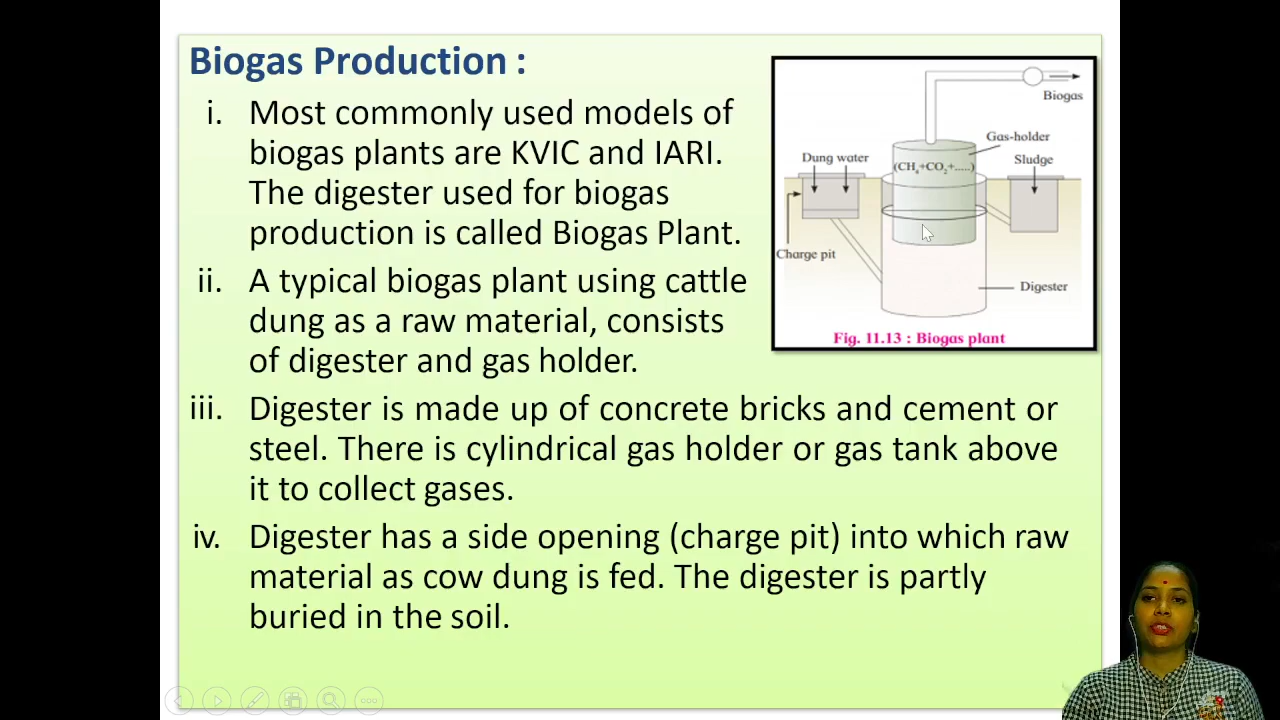 Biogas Production :
i. Most commonly used models of
biogas plants are KVIC and IARI.
The digester used for biogas
production is called Biogas Plant.
ii. A typical biogas plant using cattle
dung as a raw material, consists
of digester and gas holder.
iii. Digester is made up of concrete bricks and cement or
steel. There is cylindrical gas holder or gas tank above
it to collect gases.
iv. Digester has a side opening (charge pit) into which raw
material as cow dung is fed. The digester is partly
buried in the soil.
Biogas
Gas-holder
Dung water
(CH₄+CO₂+.....)
Sludge
Charge pit
Digester
Fig. 11.13 : Biogas plant